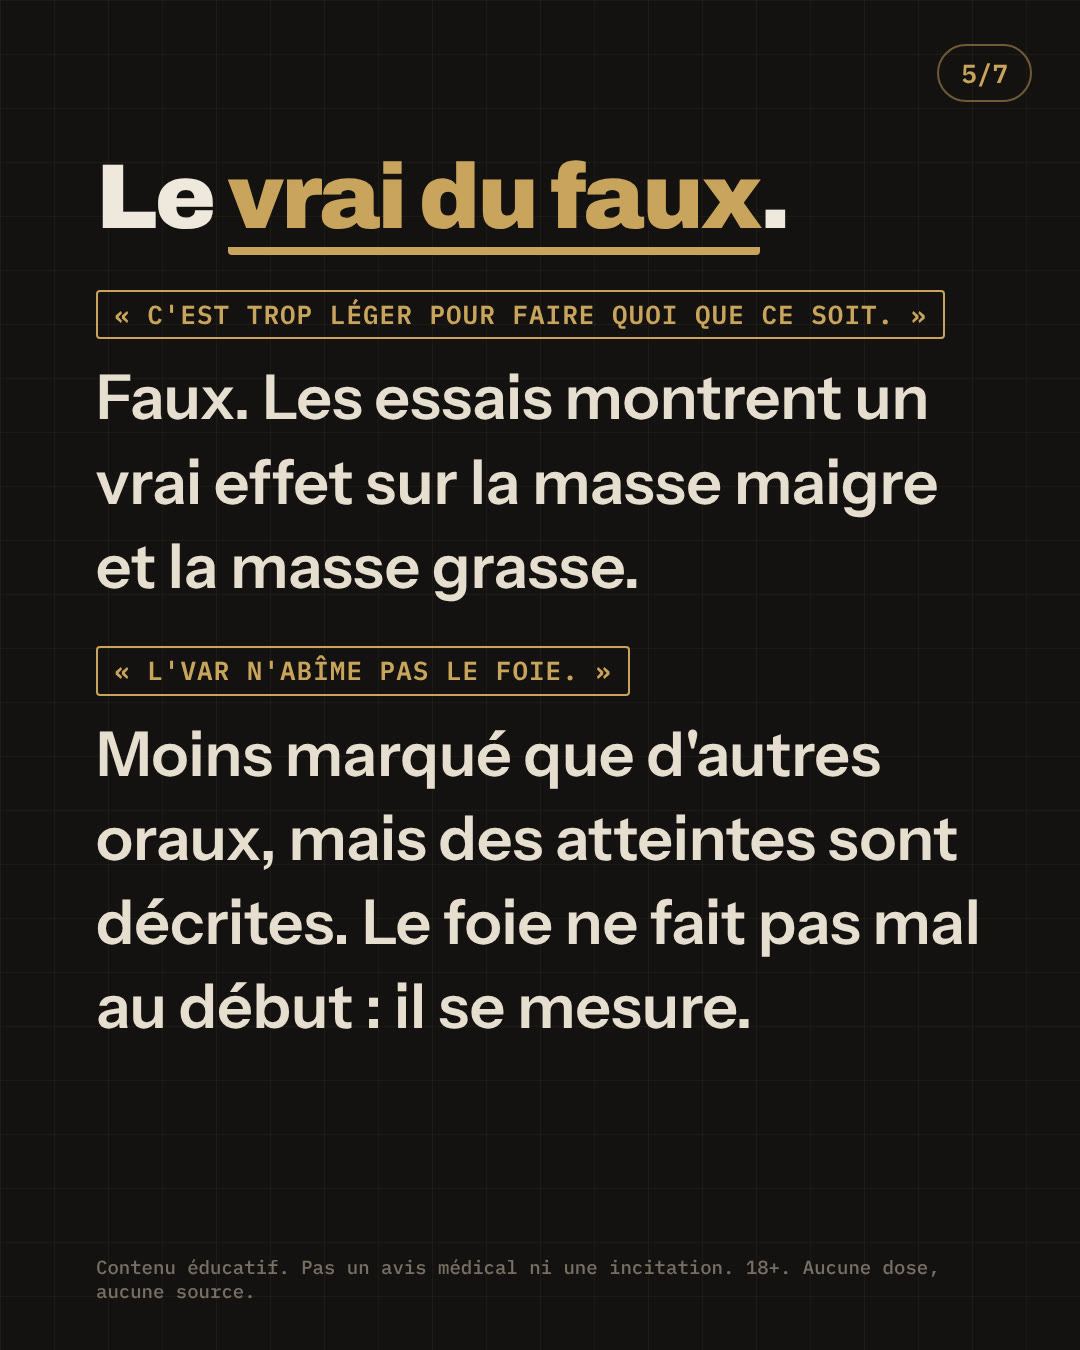 5/7
Le vrai du faux.
« C'EST TROP LÉGER POUR FAIRE QUOI QUE CE SOIT. »
Faux. Les essais montrent un
vrai effet sur la masse maigre
et la masse grasse.
« L'VAR N'ABÎME PAS LE FOIE. »
Moins marqué que d'autres
oraux, mais des atteintes sont
décrites. Le foie ne fait pas mal
au début : il se mesure.
Contenu éducatif. Pas un avis médical ni une incitation. 18+. Aucune dose,
aucune source.